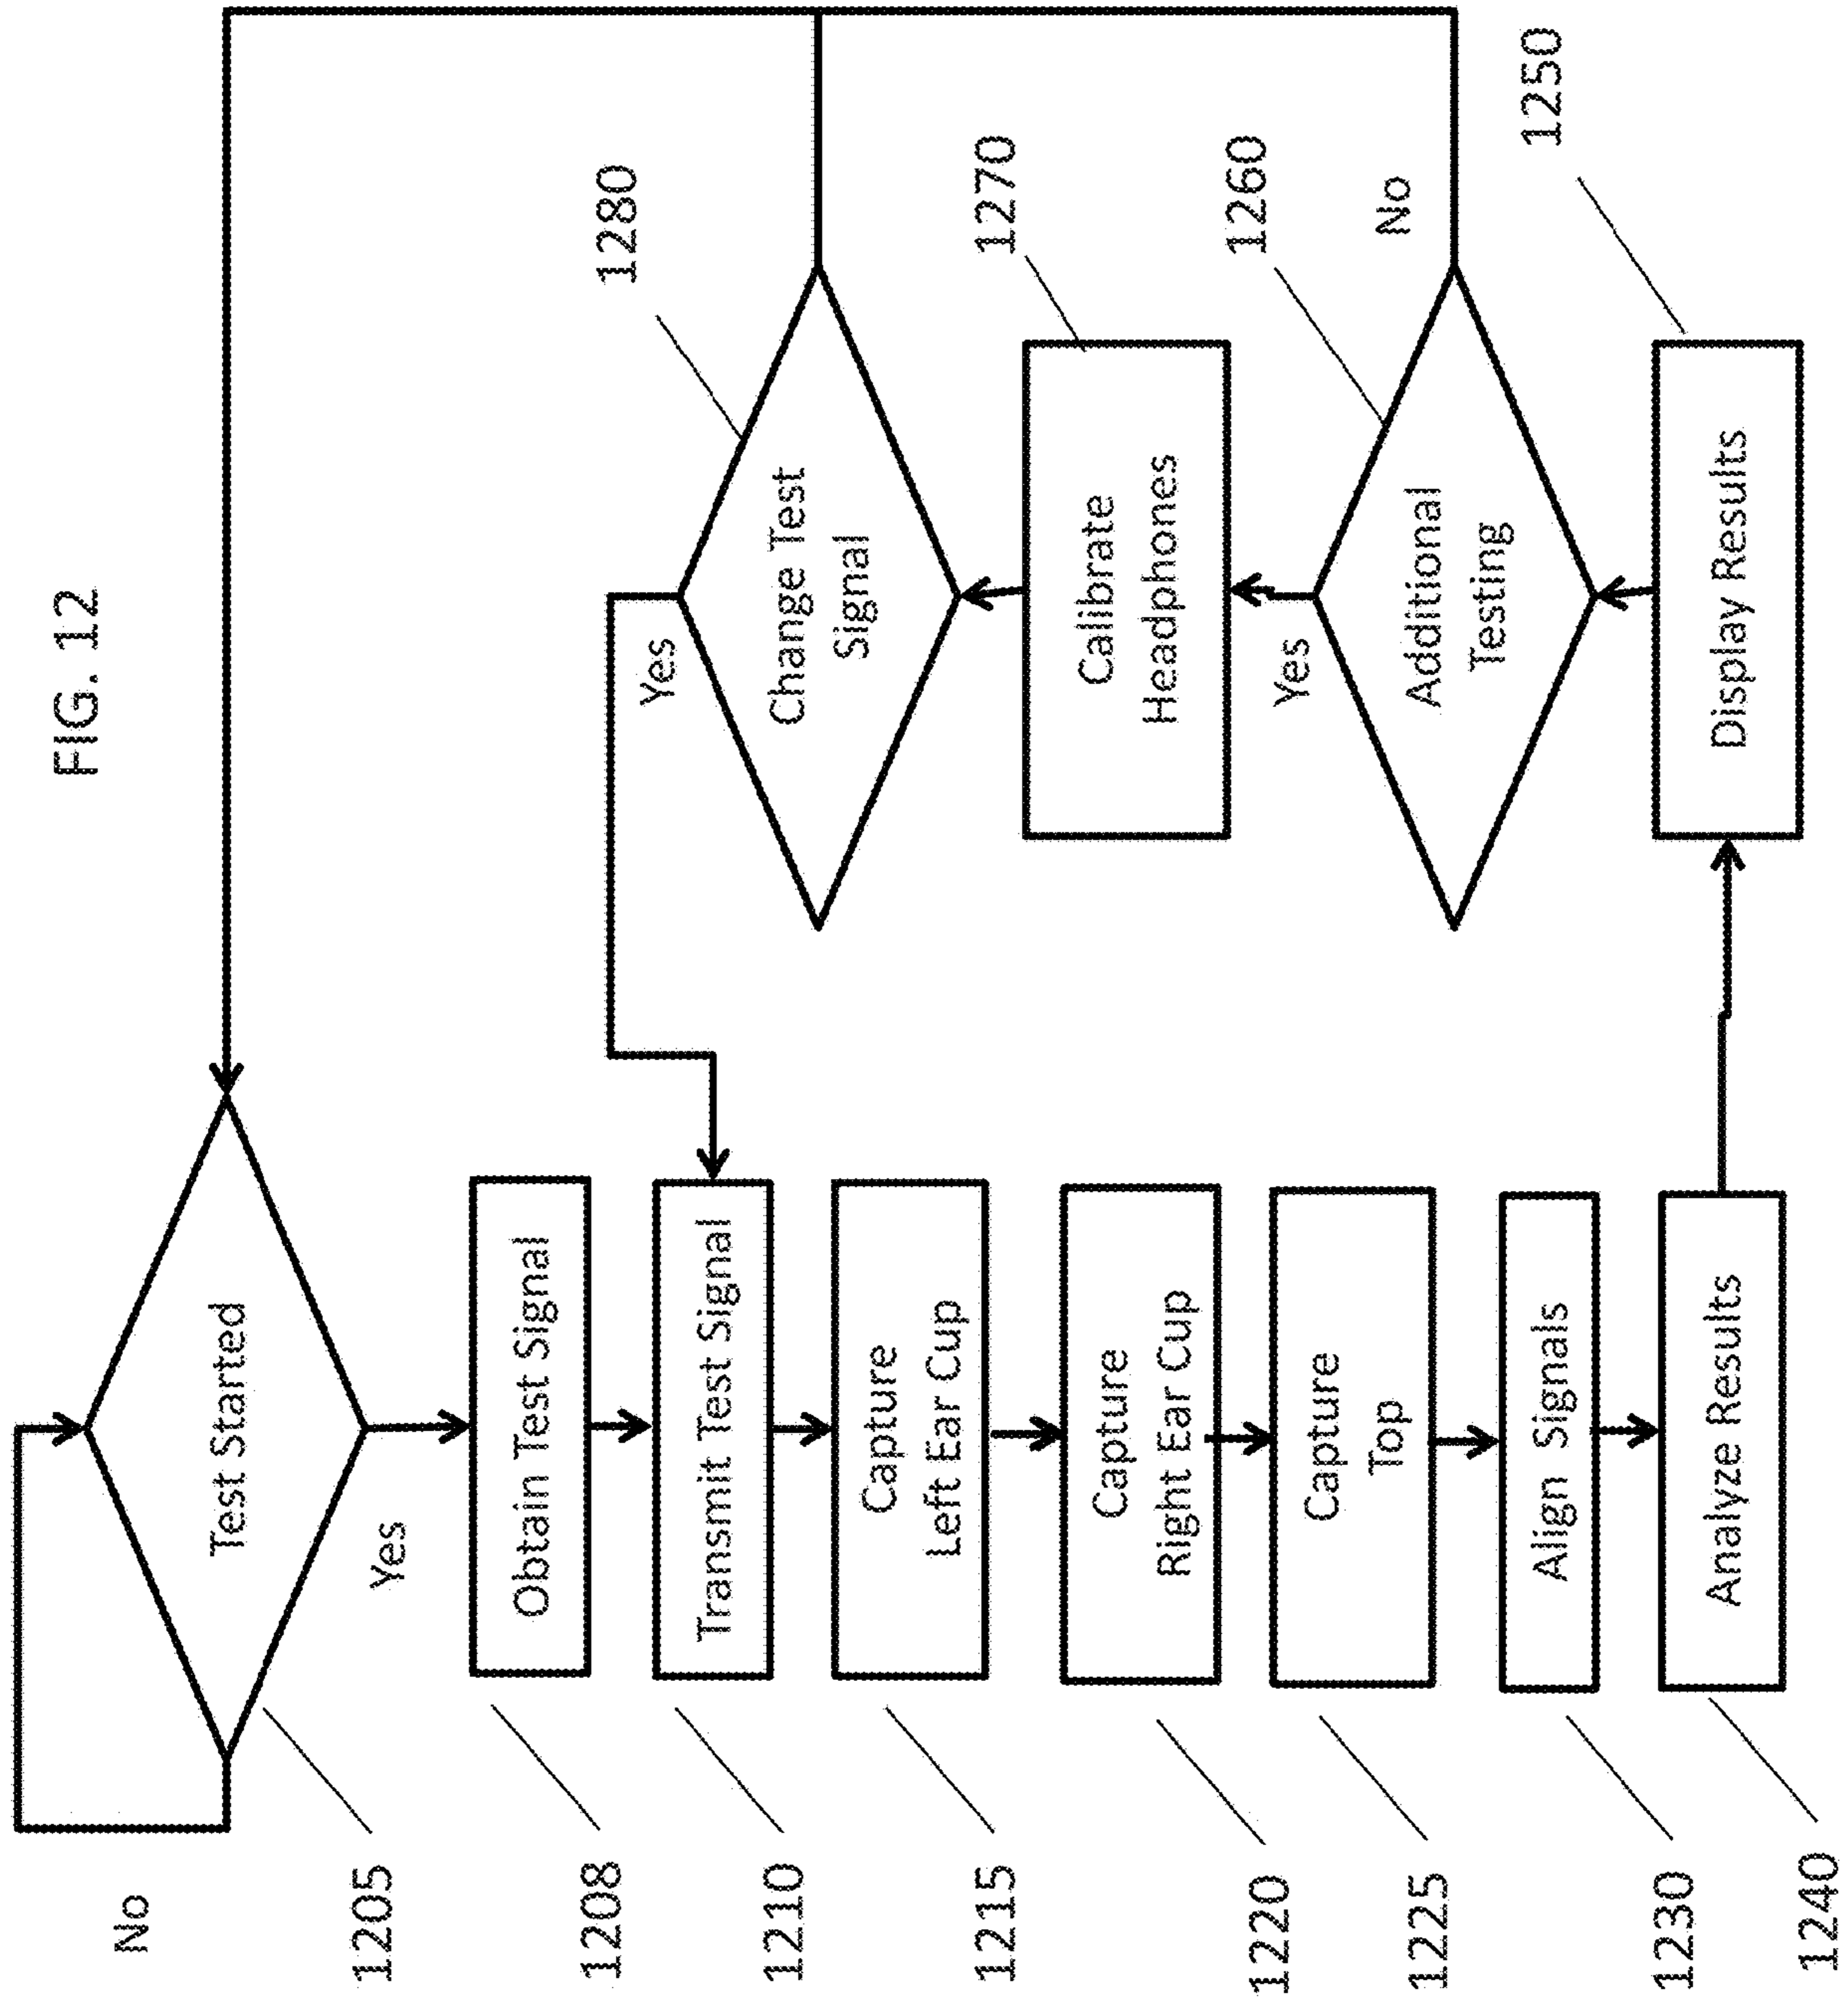 FIG. 12
No
Test Started
1205
Yes
Obtain Test Signal
1208
Transmit Test Signal
1210
Capture
Left Ear Cup
1215
Capture
Right Ear Cup
1220
Capture
Top
1225
Align Signals
1230
Analyze Results
1240
Yes
Change Test
Signal
1280
Calibrate
Headphones
1270
Yes
Additional
Testing
1260
No
Display Results
1250